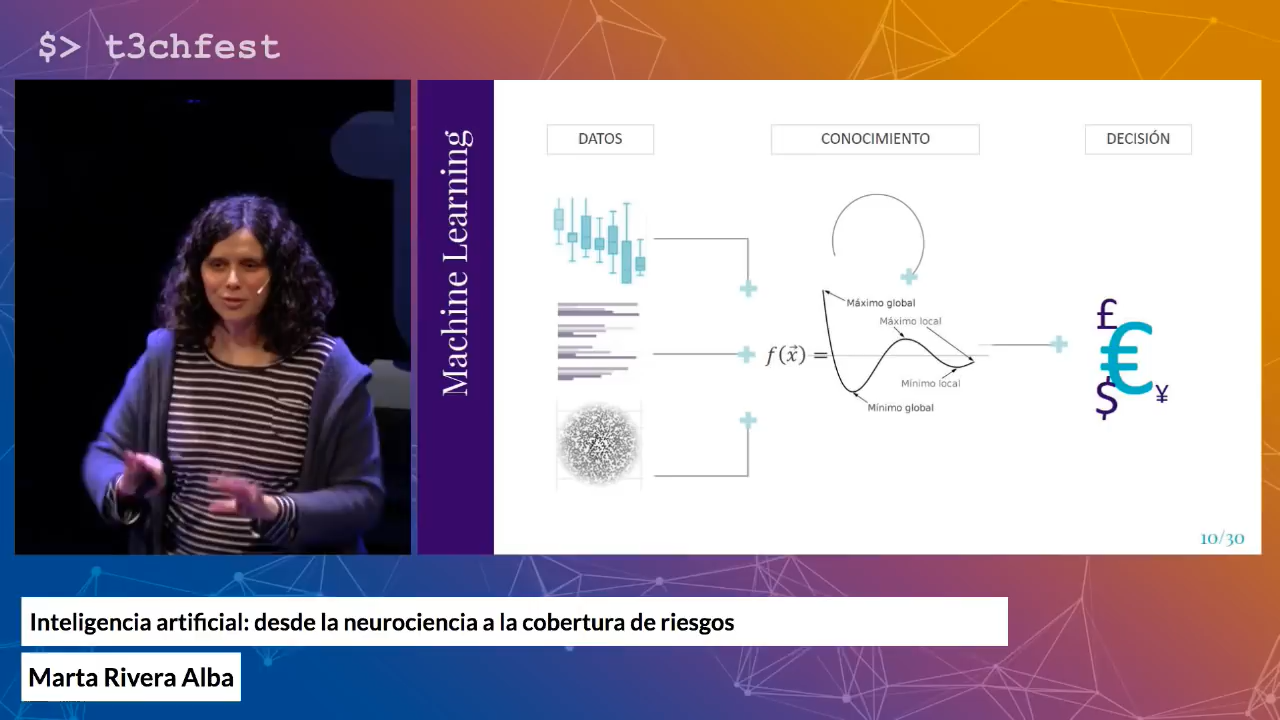 $> t3chfest
Machine Learning
DATOS
CONOCIMIENTO
DECISIÓN
Máximo global
Máximo local
f(x⃗) =
Mínimo local
Mínimo global
£
€
$
¥
10/30
Inteligencia artificial: desde la neurociencia a la cobertura de riesgos
Marta Rivera Alba